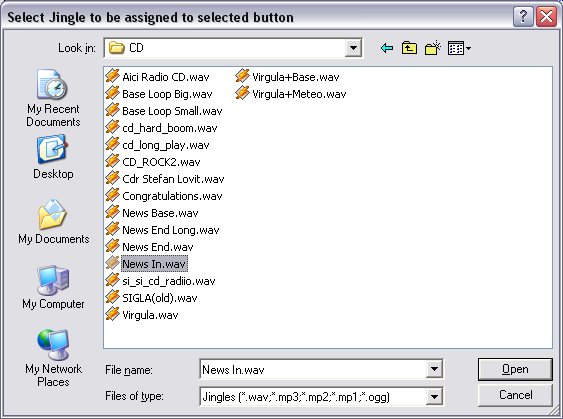 Select Jingle to be assigned to selected button
Look in: CD
My Recent
Documents
Desktop
My Documents
My Computer
My Network
Places
Aici Radio CD.wav
Base Loop Big.wav
Base Loop Small.wav
cd_hard_boom.wav
cd_long_play.wav
CD_ROCK2.wav
Cdr Stefan Lovit.wav
Congratulations.wav
News Base.wav
News End Long.wav
News End.wav
News In.wav
si_si_cd_radiio.wav
SIGLA(old).wav
Virgula.wav
Virgula+Base.wav
Virgula+Meteo.wav
File name: News In.wav
Open
Files of type: Jingles (*.wav;*.mp3;*.mp2;*.mp1;*.ogg)
Cancel